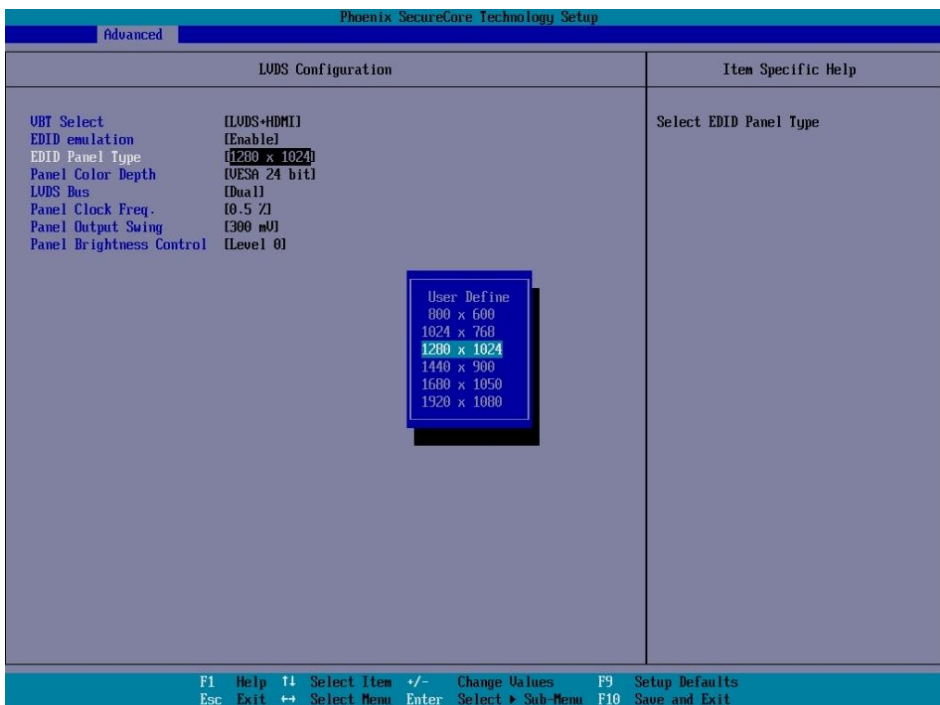 Phoenix SecureCore Technology Setup
Advanced
LVDS Configuration
Item Specific Help
VBT Select [LVDS+HDMI]
EDID emulation [Enable]
EDID Panel Type [1280 x 1024]
Panel Color Depth [VESA 24 bit]
LVDS Bus [Dual]
Panel Clock Freq. [0.5 %]
Panel Output Swing [300 mV]
Panel Brightness Control [Level 0]
Select EDID Panel Type
User Define
800 x 600
1024 x 768
1280 x 1024
1440 x 900
1680 x 1050
1920 x 1080
F1 Help ↑↓ Select Item +/- Change Values F9 Setup Defaults
Esc Exit ↔ Select Menu Enter Select ▶ Sub-Menu F10 Save and Exit